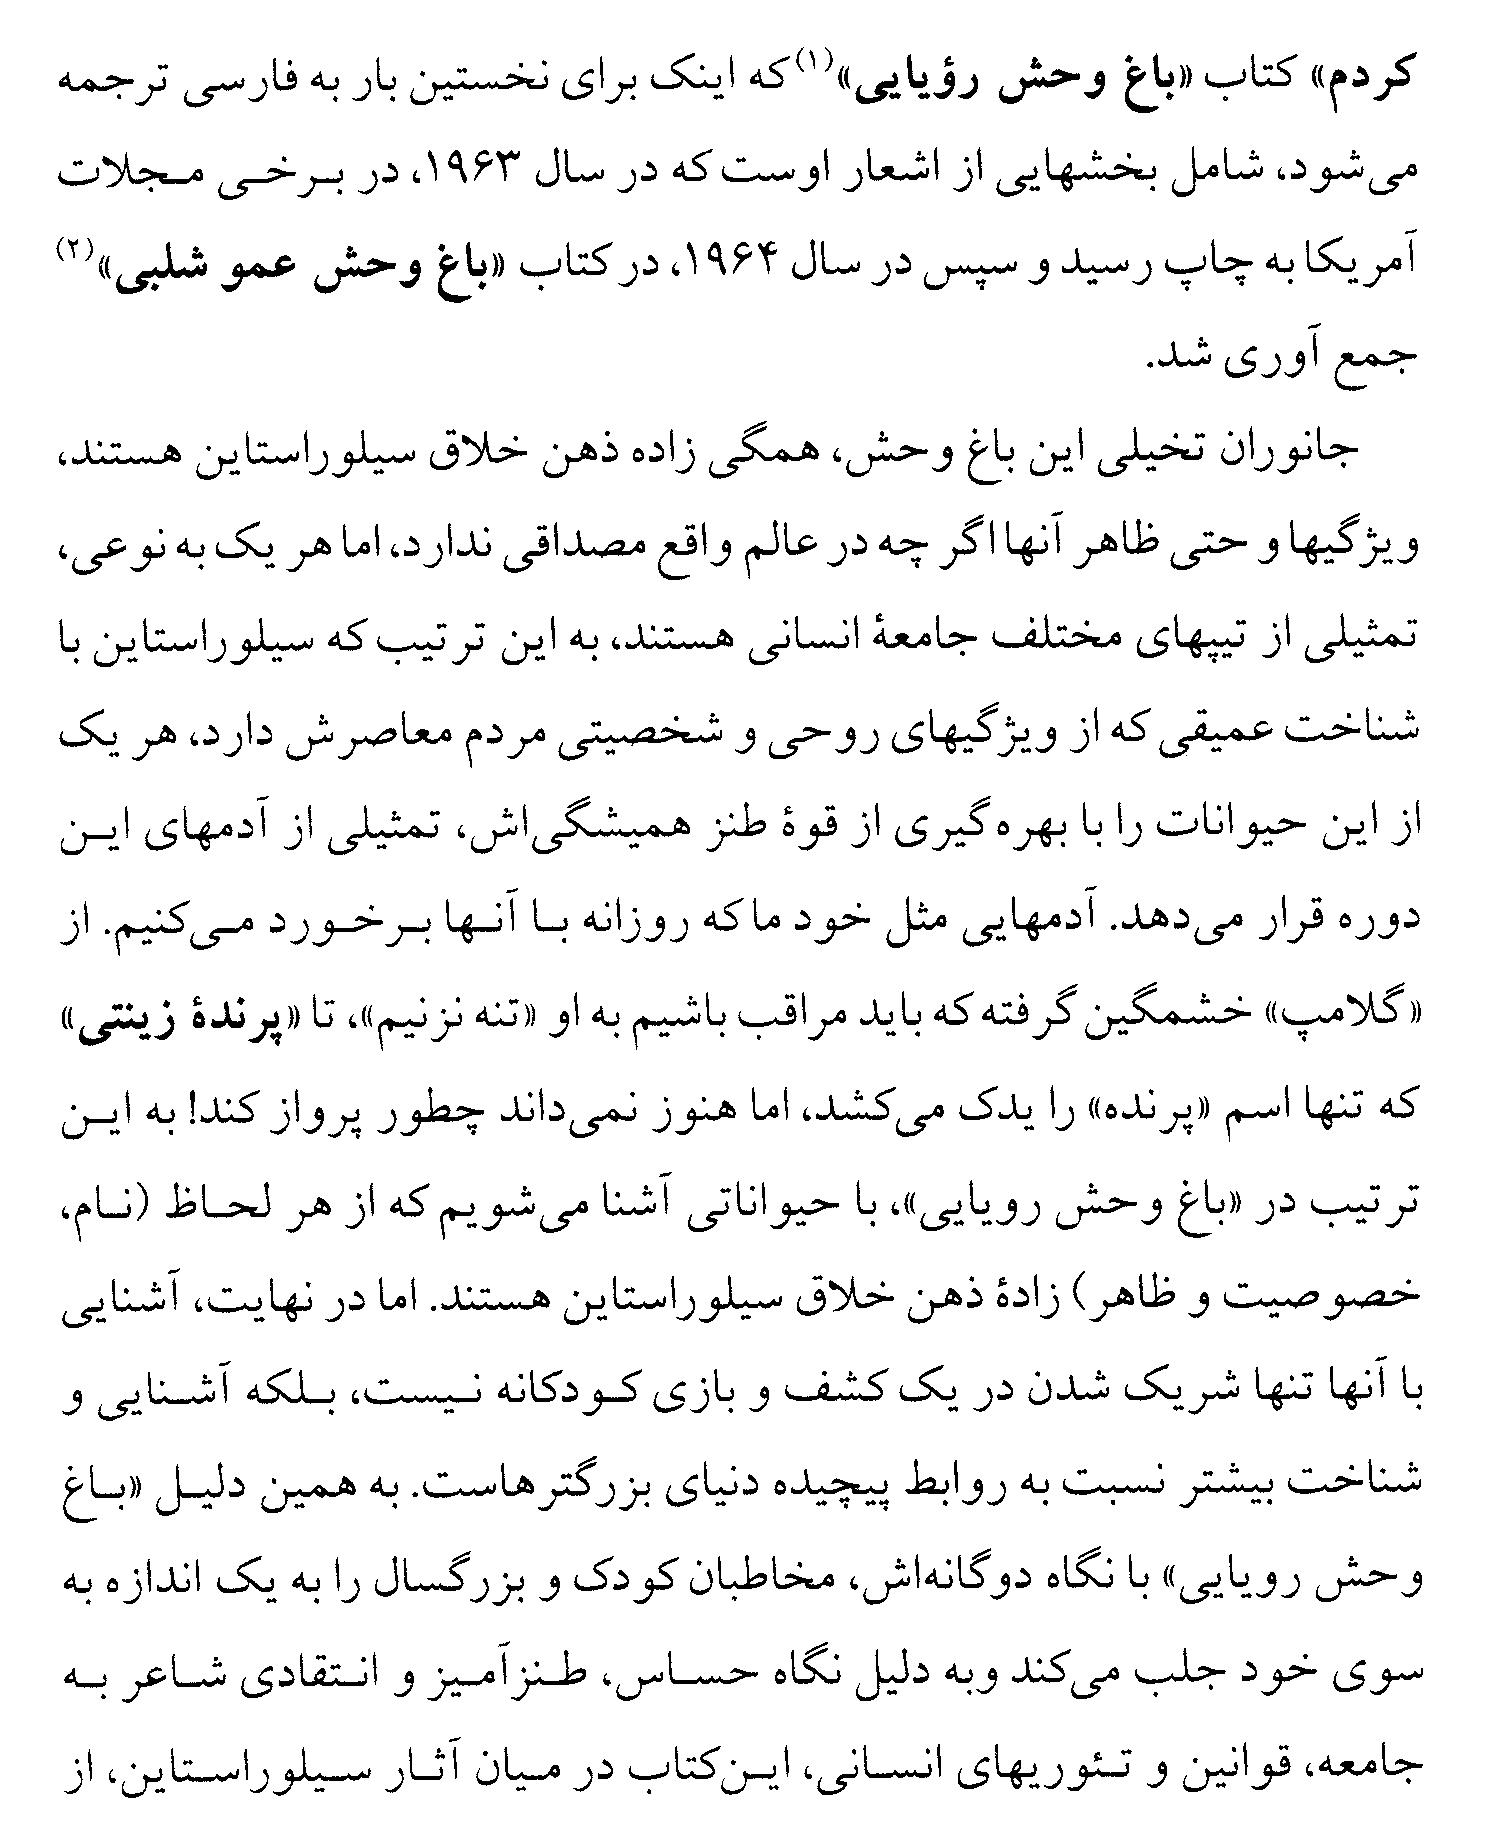 کردم» کتاب «باغ وحش رؤیایی»(۱)که اینک برای نخستین بار به فارسی ترجمه
می‌شود، شامل بخشهایی از اشعار اوست که در سال ۱۹۶۳، در برخی مجلات
آمریکا به چاپ رسید و سپس در سال ۱۹۶۴، در کتاب «باغ وحش عمو شلبی»(۲)
جمع آوری شد.
جانوران تخیلی این باغ وحش، همگی زاده ذهن خلاق سیلوراستاین هستند،
ویژگیها و حتی ظاهر آنها اگر چه در عالم واقع مصداقی ندارد، اما هر یک به نوعی،
تمثیلی از تیپهای مختلف جامعهٔ انسانی هستند، به این ترتیب که سیلوراستاین با
شناخت عمیقی که از ویژگیهای روحی و شخصیتی مردم معاصرش دارد، هر یک
از این حیوانات را با بهره‌گیری از قوهٔ طنز همیشگی‌اش، تمثیلی از آدمهای این
دوره قرار می‌دهد. آدمهایی مثل خود ما که روزانه با آنها برخورد می‌کنیم. از
«گلامپ» خشمگین گرفته که باید مراقب باشیم به او «تنه نزنیم»، تا «پرندهٔ زینتی»
که تنها اسم «پرنده» را یدک می‌کشد، اما هنوز نمی‌داند چطور پرواز کند! به این
ترتیب در «باغ وحش رویایی»، با حیواناتی آشنا می‌شویم که از هر لحاظ (نام،
خصوصیت و ظاهر) زادهٔ ذهن خلاق سیلوراستاین هستند. اما در نهایت، آشنایی
با آنها تنها شریک شدن در یک کشف و بازی کودکانه نیست، بلکه آشنایی و
شناخت بیشتر نسبت به روابط پیچیده دنیای بزرگترهاست. به همین دلیل «باغ
وحش رویایی» با نگاه دوگانه‌اش، مخاطبان کودک و بزرگسال را به یک اندازه به
سوی خود جلب می‌کند وبه دلیل نگاه حساس، طنزآمیز و انتقادی شاعر به
جامعه، قوانین و تئوریهای انسانی، این‌کتاب در میان آثار سیلوراستاین، از